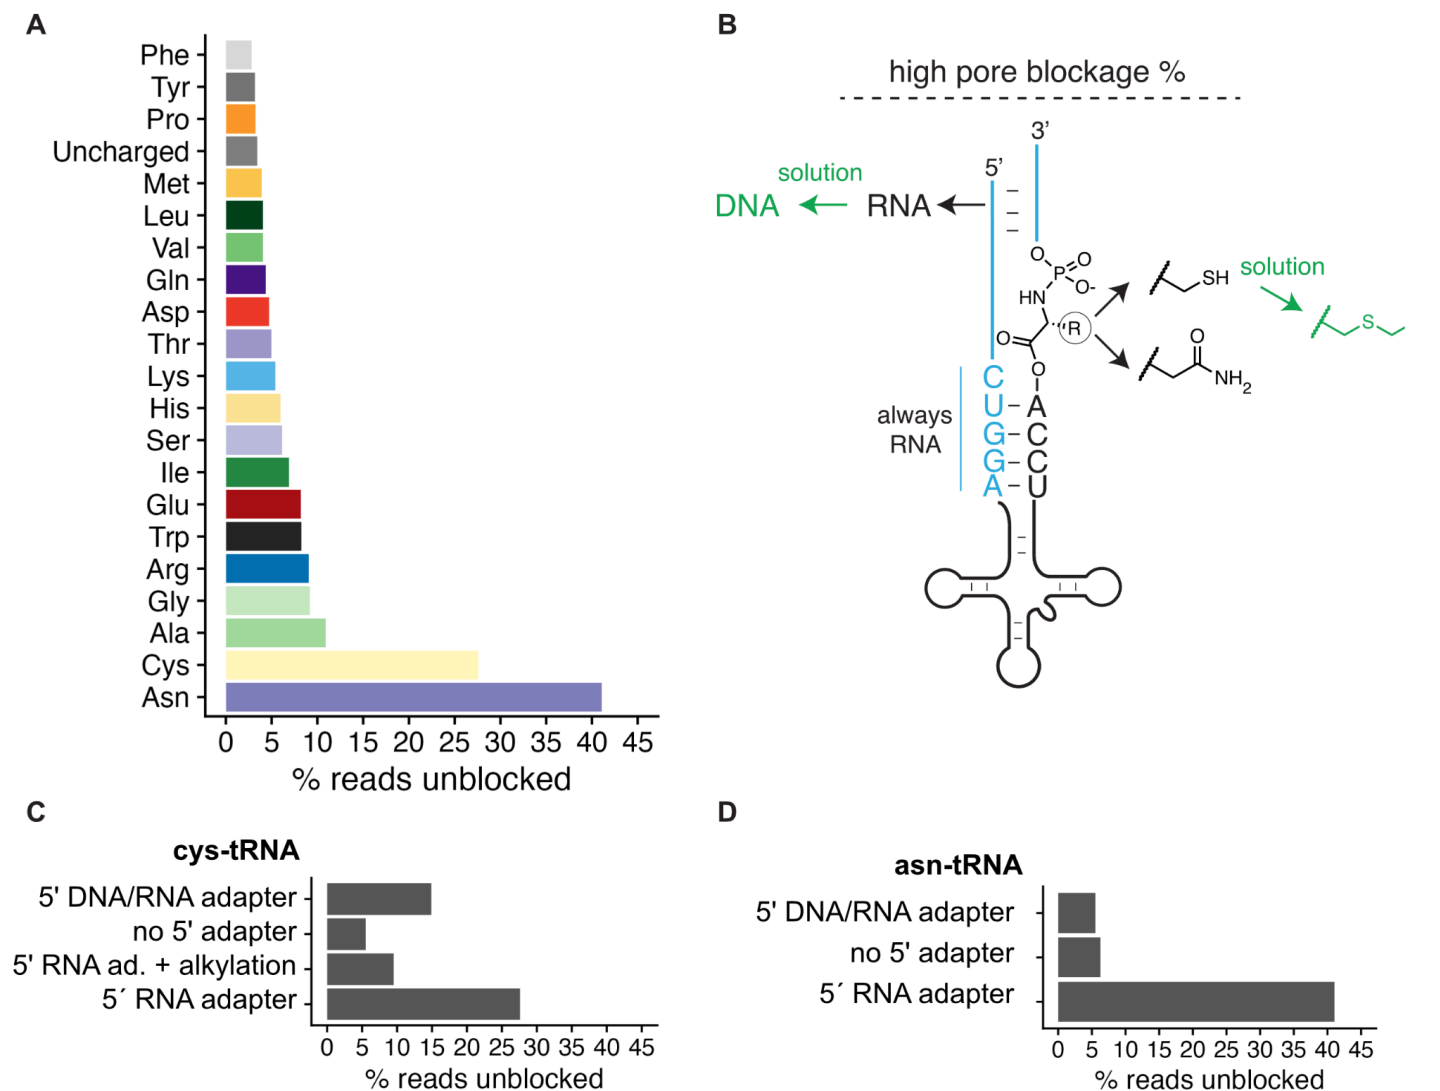 A
Phe
Tyr
Pro
Uncharged
Met
Leu
Val
Gln
Asp
Thr
Lys
His
Ser
Ile
Glu
Trp
Arg
Gly
Ala
Cys
Asn
0 5 10 15 20 25 30 35 40 45
% reads unblocked
B
high pore blockage %
3’
5’
solution
DNA
RNA
O
P
O
O-
HN
R
O
O
SH
solution
S
O
NH2
always
RNA
C
U – A
G – C
G – C
A – U
C
cys-tRNA
5' DNA/RNA adapter
no 5' adapter
5' RNA ad. + alkylation
5´ RNA adapter
0 5 10 15 20 25 30 35 40 45
% reads unblocked
D
asn-tRNA
5' DNA/RNA adapter
no 5' adapter
5´ RNA adapter
0 5 10 15 20 25 30 35 40 45
% reads unblocked